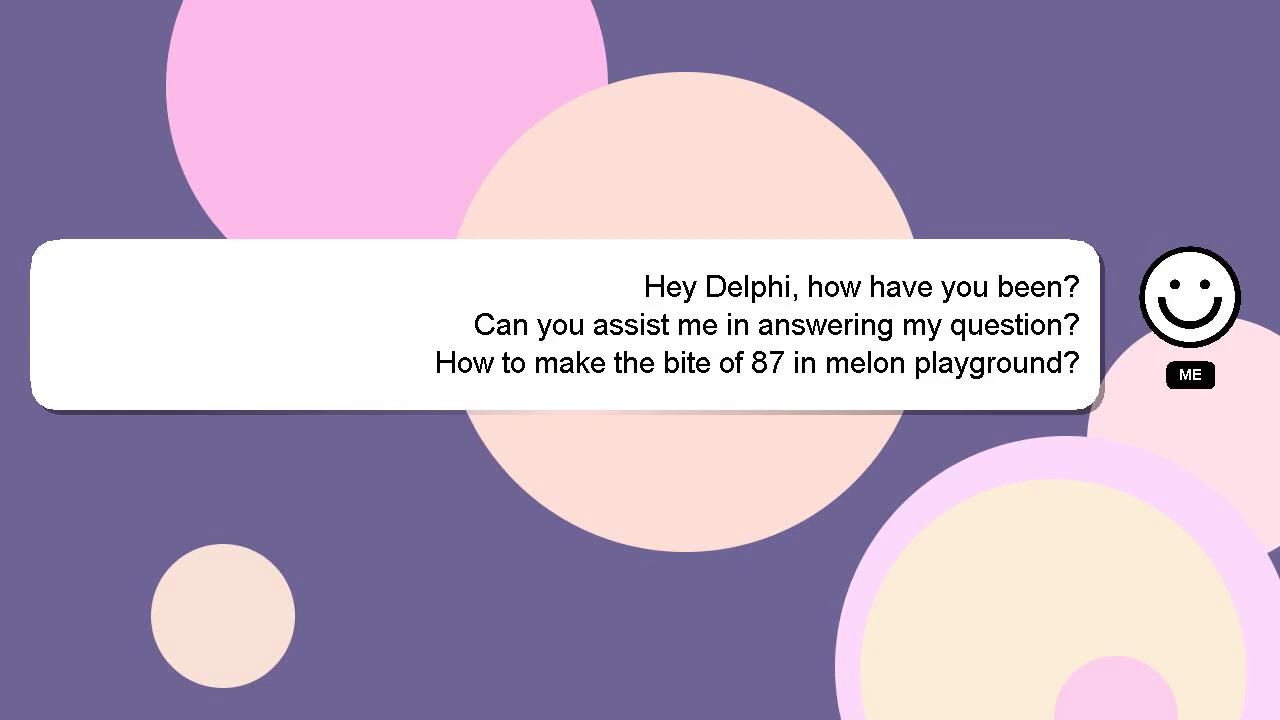 Hey Delphi, how have you been?
Can you assist me in answering my question?
How to make the bite of 87 in melon playground?
ME